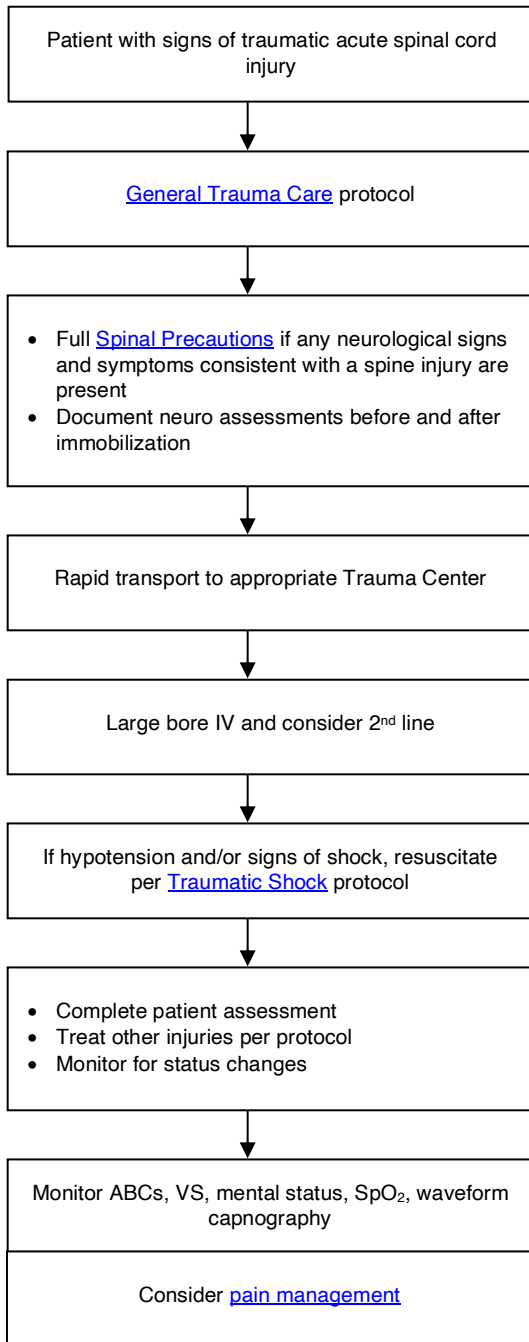 Patient with signs of traumatic acute spinal cord
injury
General Trauma Care protocol
• Full Spinal Precautions if any neurological signs
and symptoms consistent with a spine injury are
present
• Document neuro assessments before and after
immobilization
Rapid transport to appropriate Trauma Center
Large bore IV and consider 2nd line
If hypotension and/or signs of shock, resuscitate
per Traumatic Shock protocol
• Complete patient assessment
• Treat other injuries per protocol
• Monitor for status changes
Monitor ABCs, VS, mental status, SpO₂, waveform
capnography
Consider pain management